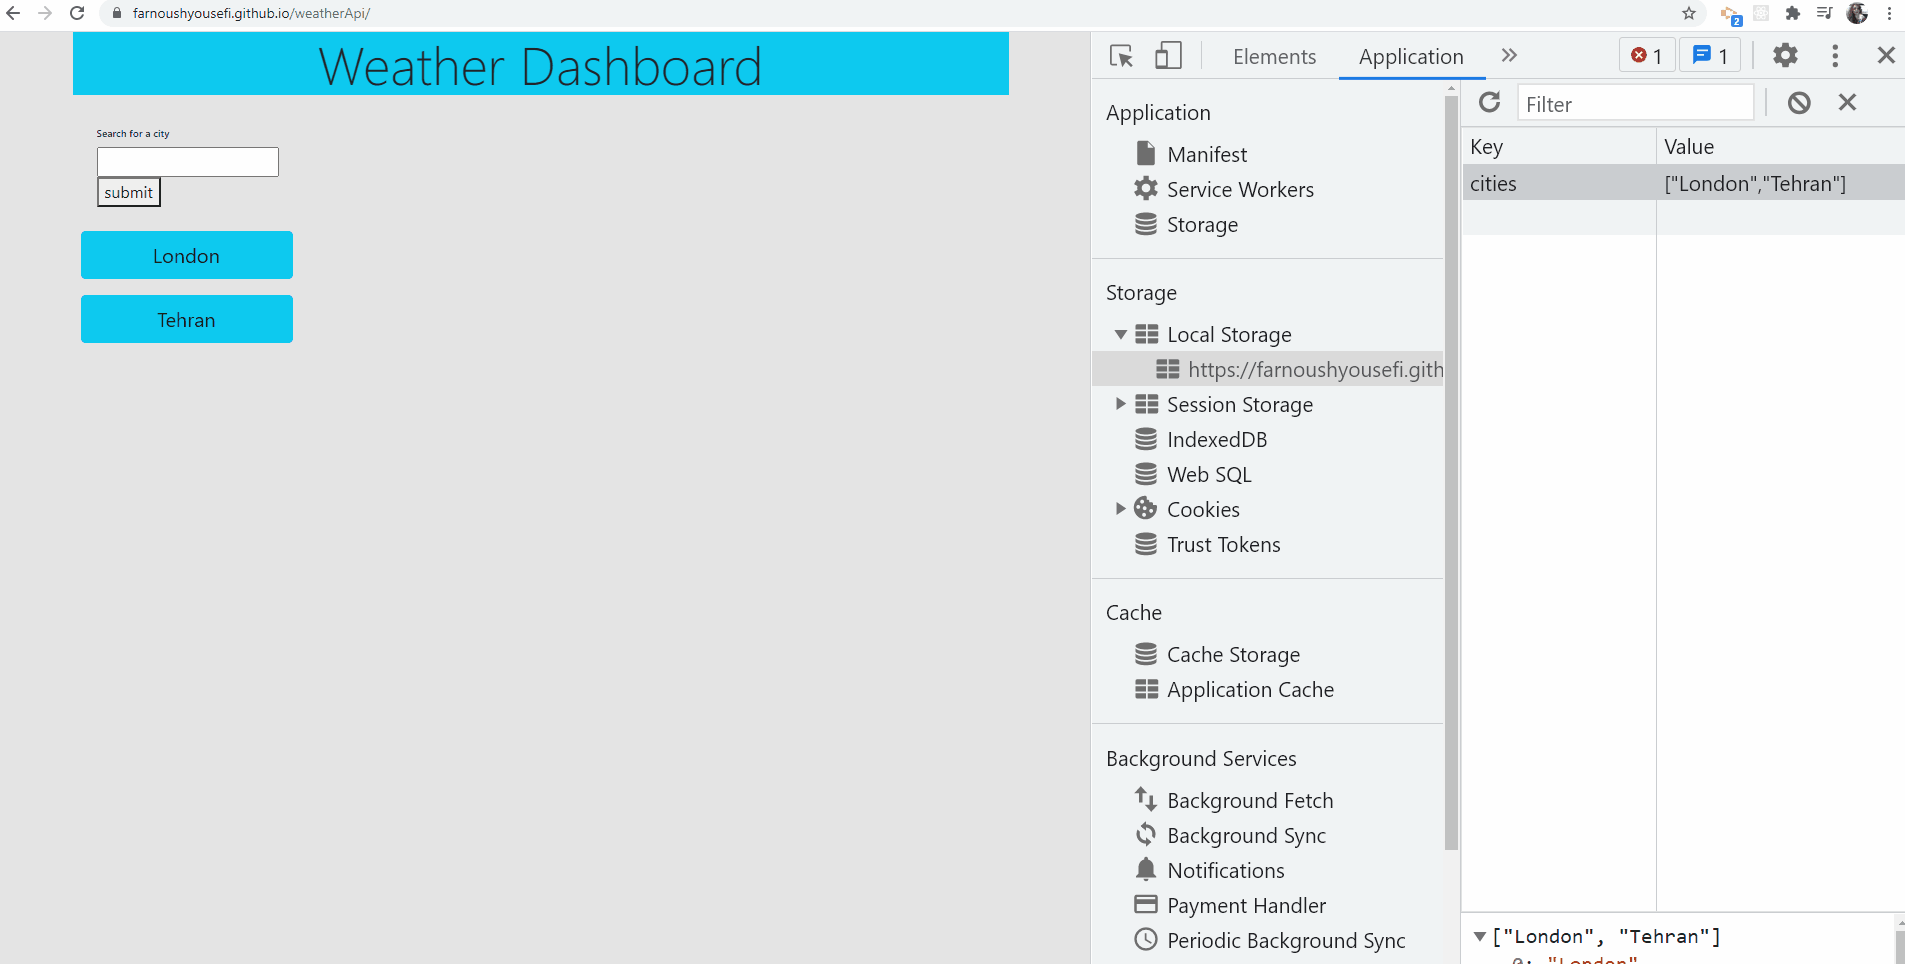 farnoushyousefi.github.io/weatherApi/
2
Weather Dashboard
Search for a city
submit
London
Tehran
Elements
Application
1
1
Application
Manifest
Service Workers
Storage
Storage
Local Storage
https://farnoushyousefi.gith
Session Storage
IndexedDB
Web SQL
Cookies
Trust Tokens
Cache
Cache Storage
Application Cache
Background Services
Background Fetch
Background Sync
Notifications
Payment Handler
Periodic Background Sync
Filter
Key Value
cities ["London","Tehran"]
["London", "Tehran"]
0: "London"